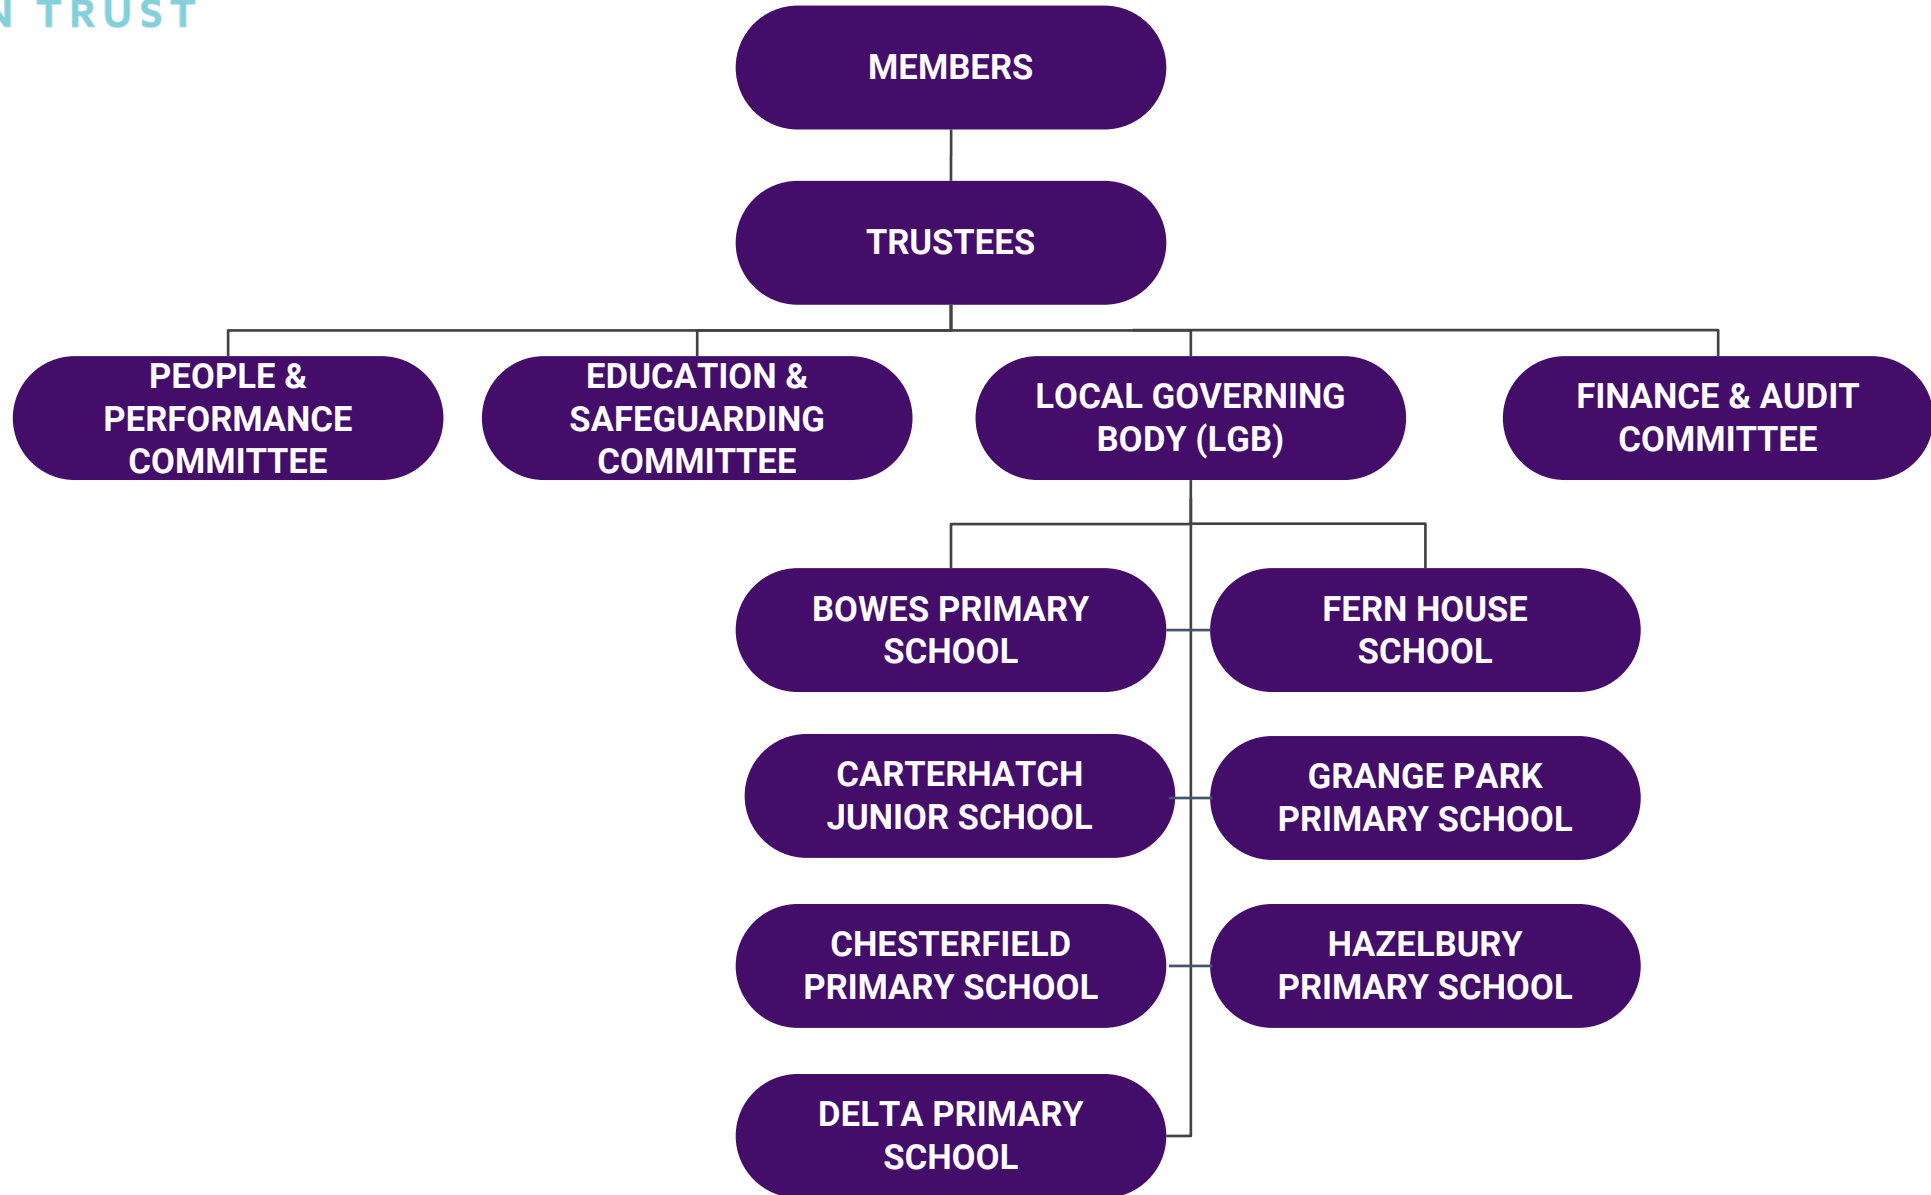 TRUST
MEMBERS
TRUSTEES
PEOPLE &
PERFORMANCE
COMMITTEE
EDUCATION &
SAFEGUARDING
COMMITTEE
LOCAL GOVERNING
BODY (LGB)
FINANCE & AUDIT
COMMITTEE
BOWES PRIMARY
SCHOOL
FERN HOUSE
SCHOOL
CARTERHATCH
JUNIOR SCHOOL
GRANGE PARK
PRIMARY SCHOOL
CHESTERFIELD
PRIMARY SCHOOL
HAZELBURY
PRIMARY SCHOOL
DELTA PRIMARY
SCHOOL